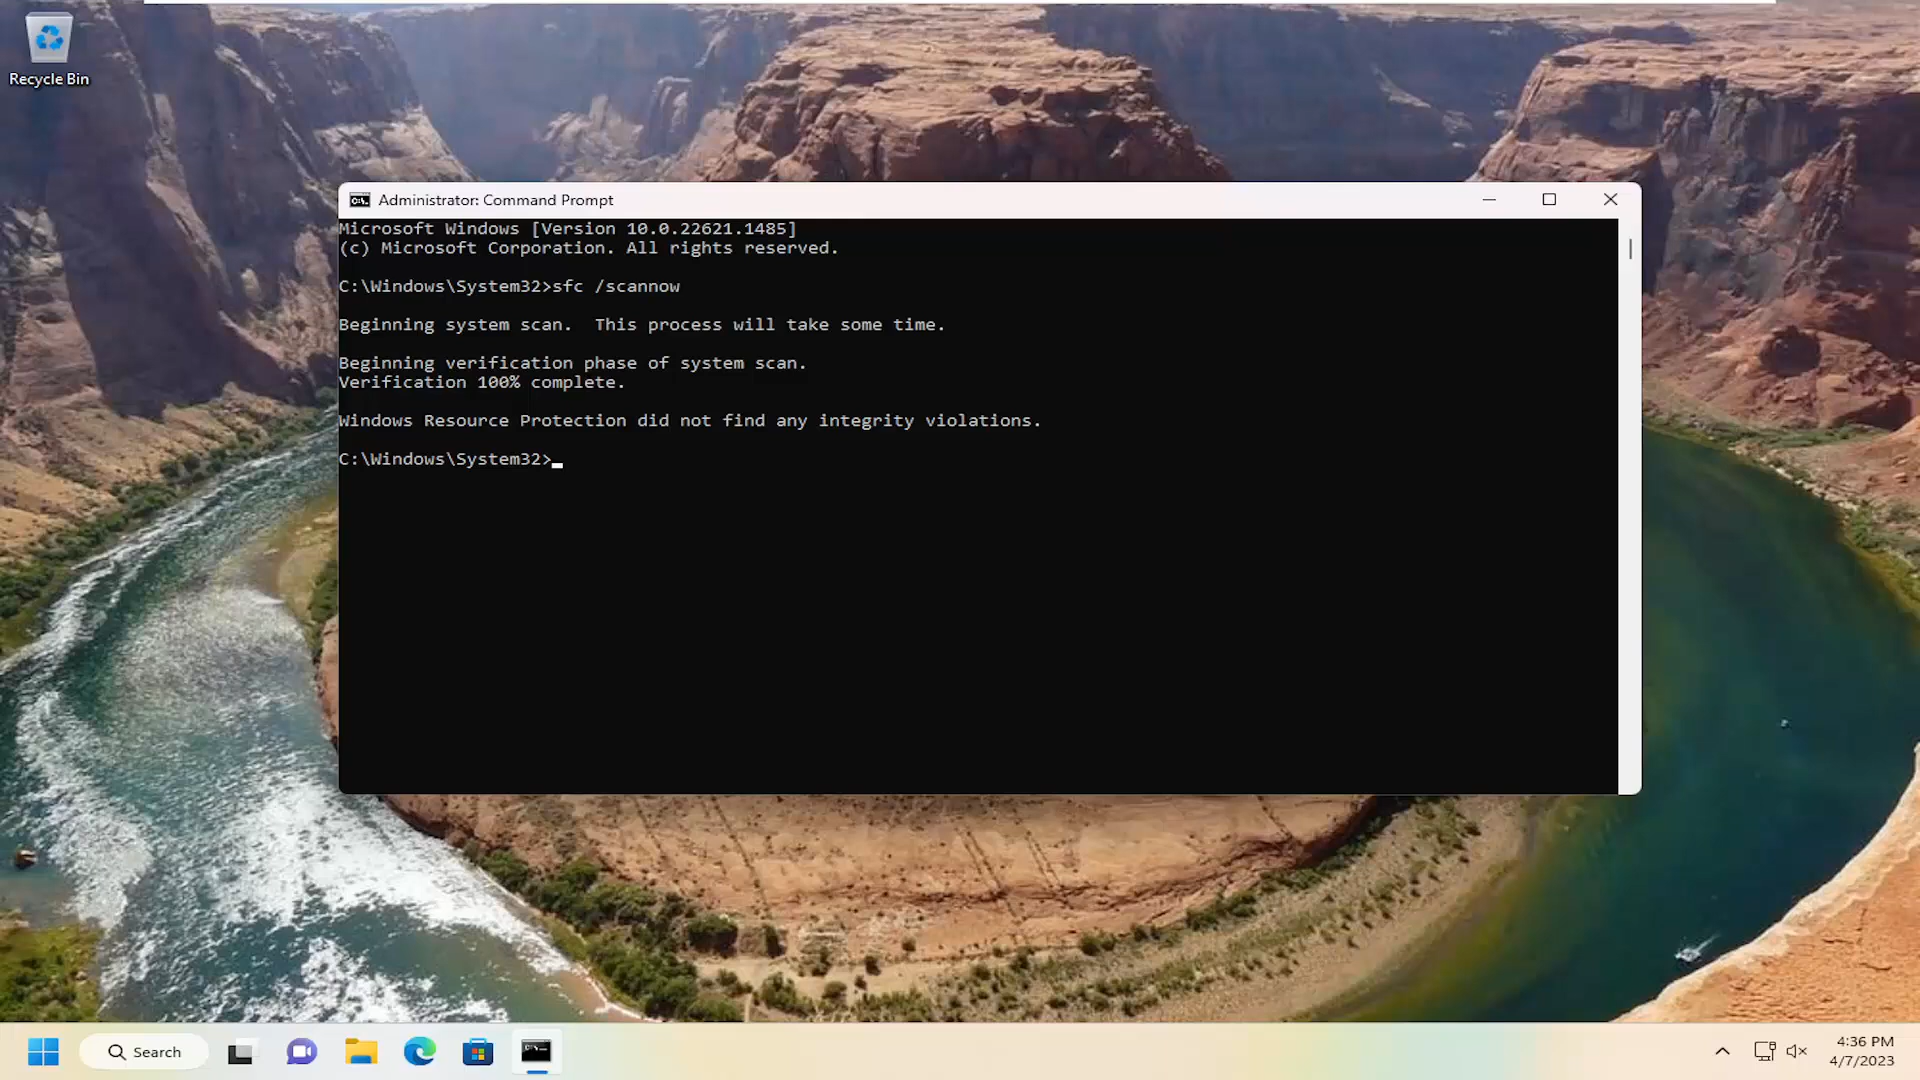 Recycle Bin
Administrator: Command Prompt
Microsoft Windows [Version 10.0.22621.1485]
(c) Microsoft Corporation. All rights reserved.
C:\Windows\System32>sfc /scannow
Beginning system scan.  This process will take some time.
Beginning verification phase of system scan.
Verification 100% complete.
Windows Resource Protection did not find any integrity violations.
C:\Windows\System32>
Search
4:36 PM
4/7/2023